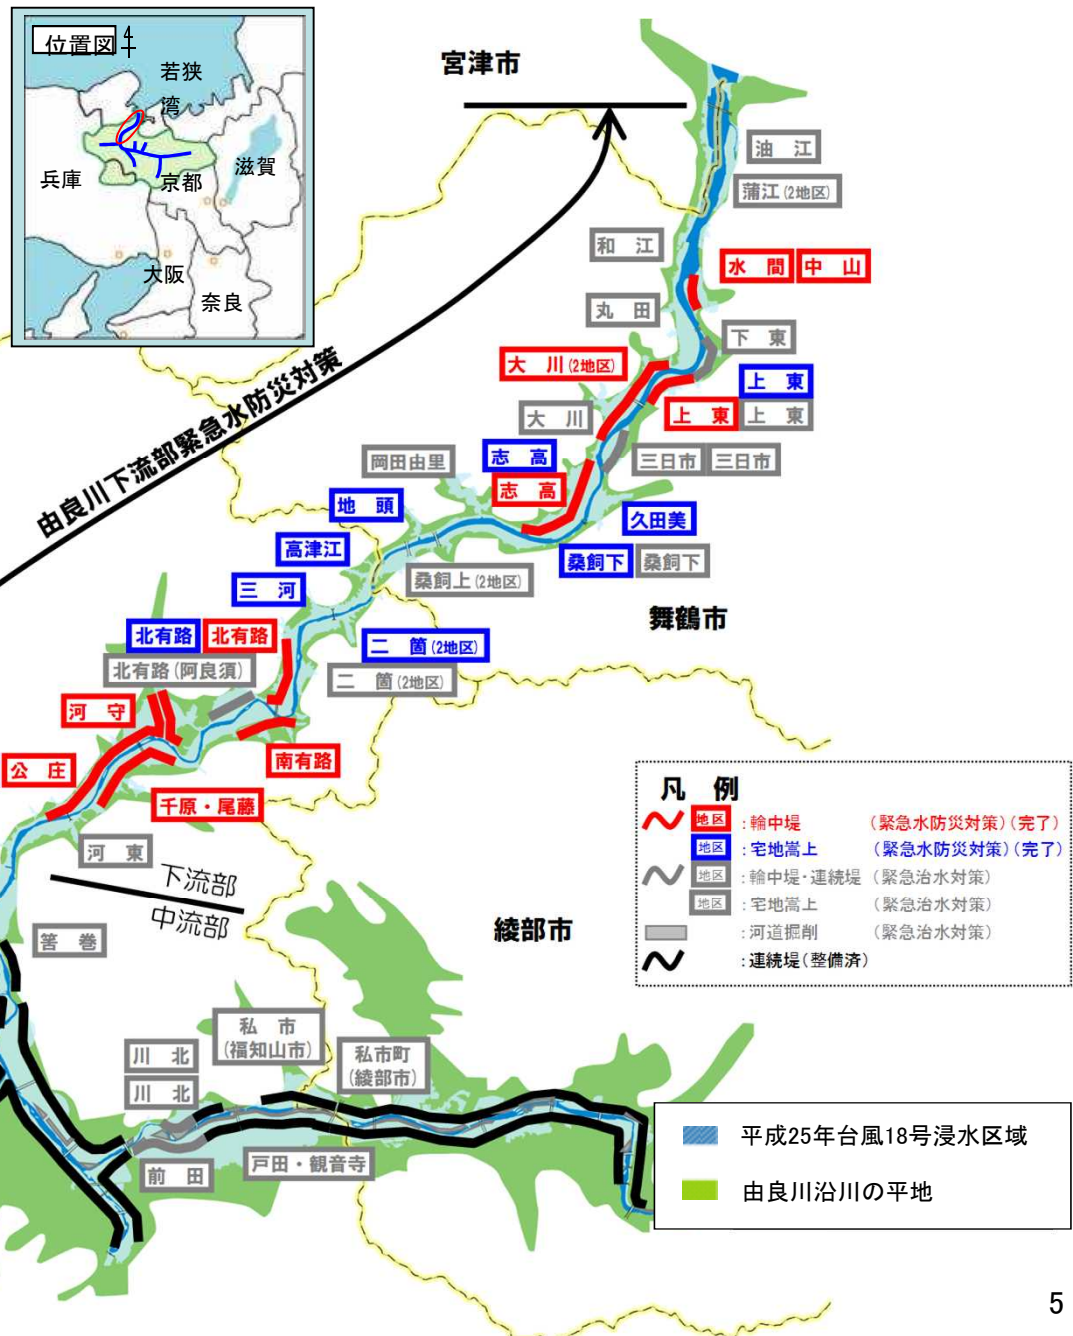 位置図
若狭
湾
兵庫
京都
滋賀
大阪
奈良
宮津市
油 江
蒲江(2地区)
和 江
水 間
中 山
丸 田
下 東
大 川(2地区)
上 東
上 東
上 東
大 川
三日市
三日市
岡田由里
志 高
志 高
地 頭
久田美
高津江
桑飼下
桑飼下
桑飼上(2地区)
三 河
舞鶴市
北有路
北有路
二 箇(2地区)
北有路(阿良須)
二 箇(2地区)
河 守
南有路
公 庄
千原・尾藤
河 東
由良川下流部緊急水防災対策
下流部
中流部
綾部市
筈 巻
私 市
(福知山市)
私市町
(綾部市)
川 北
川 北
前 田
戸田・観音寺
凡 例
地区 :輪中堤 (緊急水防災対策)(完了)
地区 :宅地嵩上 (緊急水防災対策)(完了)
地区 :輪中堤・連続堤 (緊急治水対策)
地区 :宅地嵩上 (緊急治水対策)
:河道掘削 (緊急治水対策)
:連続堤(整備済)
平成25年台風18号浸水区域
由良川沿川の平地
5